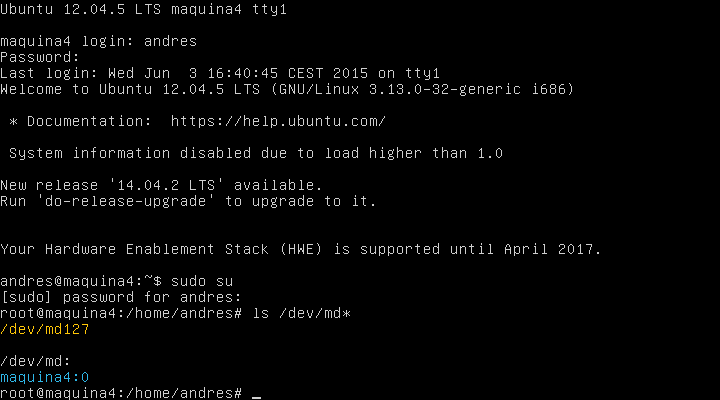 Ubuntu 12.04.5 LTS maquina4 tty1
maquina4 login: andres
Password:
Last login: Wed Jun  3 16:40:45 CEST 2015 on tty1
Welcome to Ubuntu 12.04.5 LTS (GNU/Linux 3.13.0-32-generic i686)
 * Documentation:  https://help.ubuntu.com/
 System information disabled due to load higher than 1.0
New release '14.04.2 LTS' available.
Run 'do-release-upgrade' to upgrade to it.
Your Hardware Enablement Stack (HWE) is supported until April 2017.
andres@maquina4:~$ sudo su
[sudo] password for andres:
root@maquina4:/home/andres# ls /dev/md*
/dev/md127
/dev/md:
maquina4:0
root@maquina4:/home/andres# _